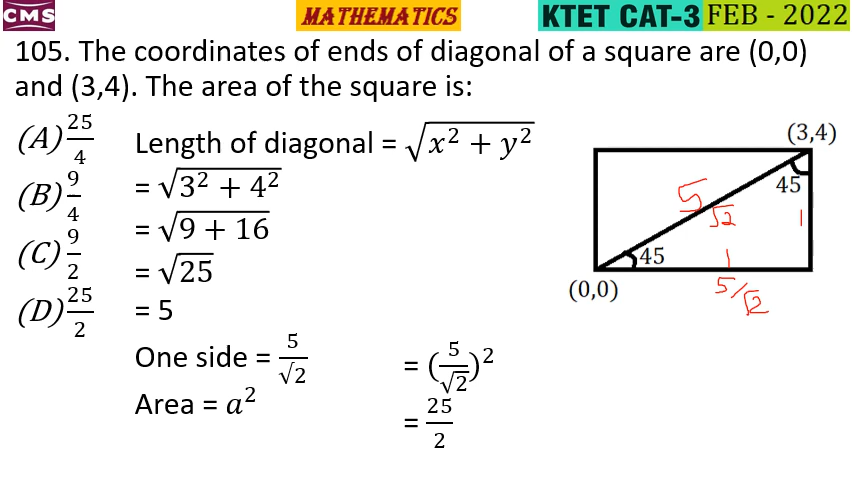 CMS MATHEMATICS KTET CAT-3 FEB - 2022
105. The coordinates of ends of diagonal of a square are (0,0)
and (3,4). The area of the square is:
(A) 25/4
(B) 9/4
(C) 9/2
(D) 25/2
Length of diagonal = √(x² + y²)
= √(3² + 4²)
= √(9 + 16)
= √25
= 5
One side = 5/√2
Area = a²
= (5/√2)²
= 25/2
(3,4)
45
5
√2
1
45
1
(0,0)
5/√2